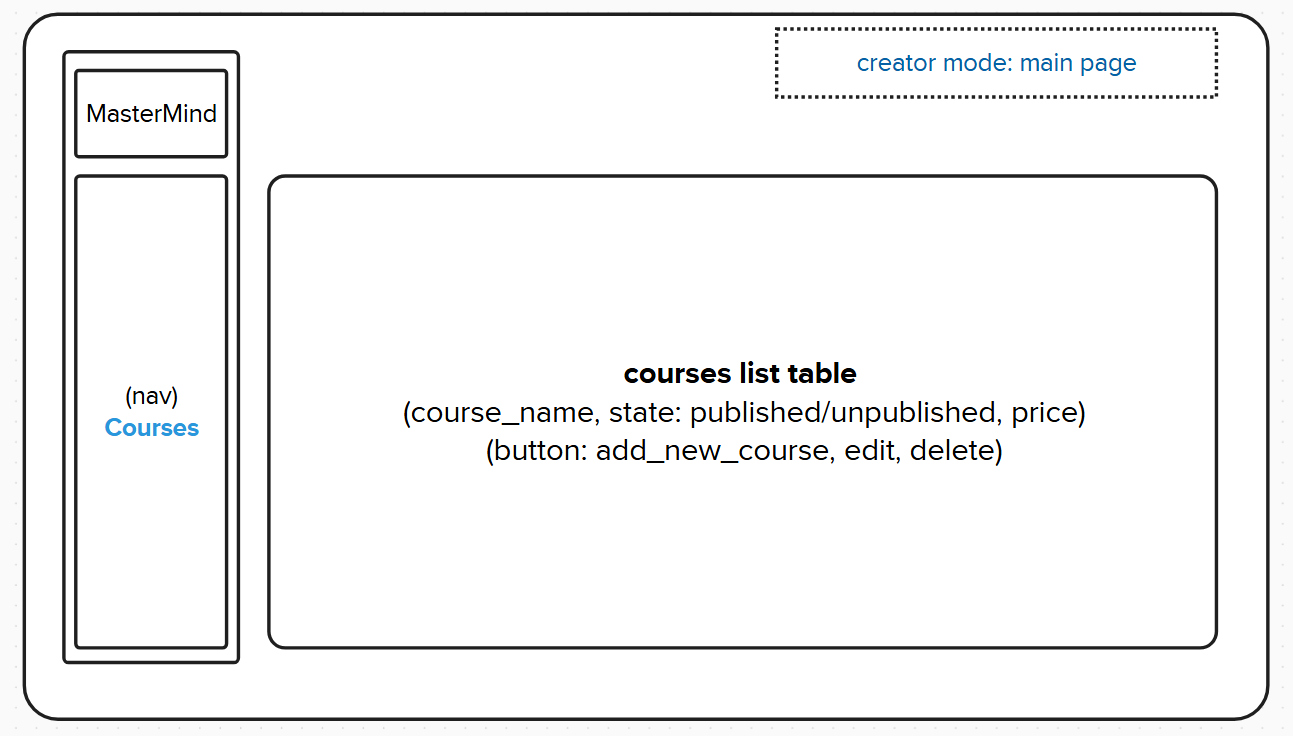 creator mode: main page
MasterMind
(nav)
Courses
courses list table
(course_name, state: published/unpublished, price)
(button: add_new_course, edit, delete)